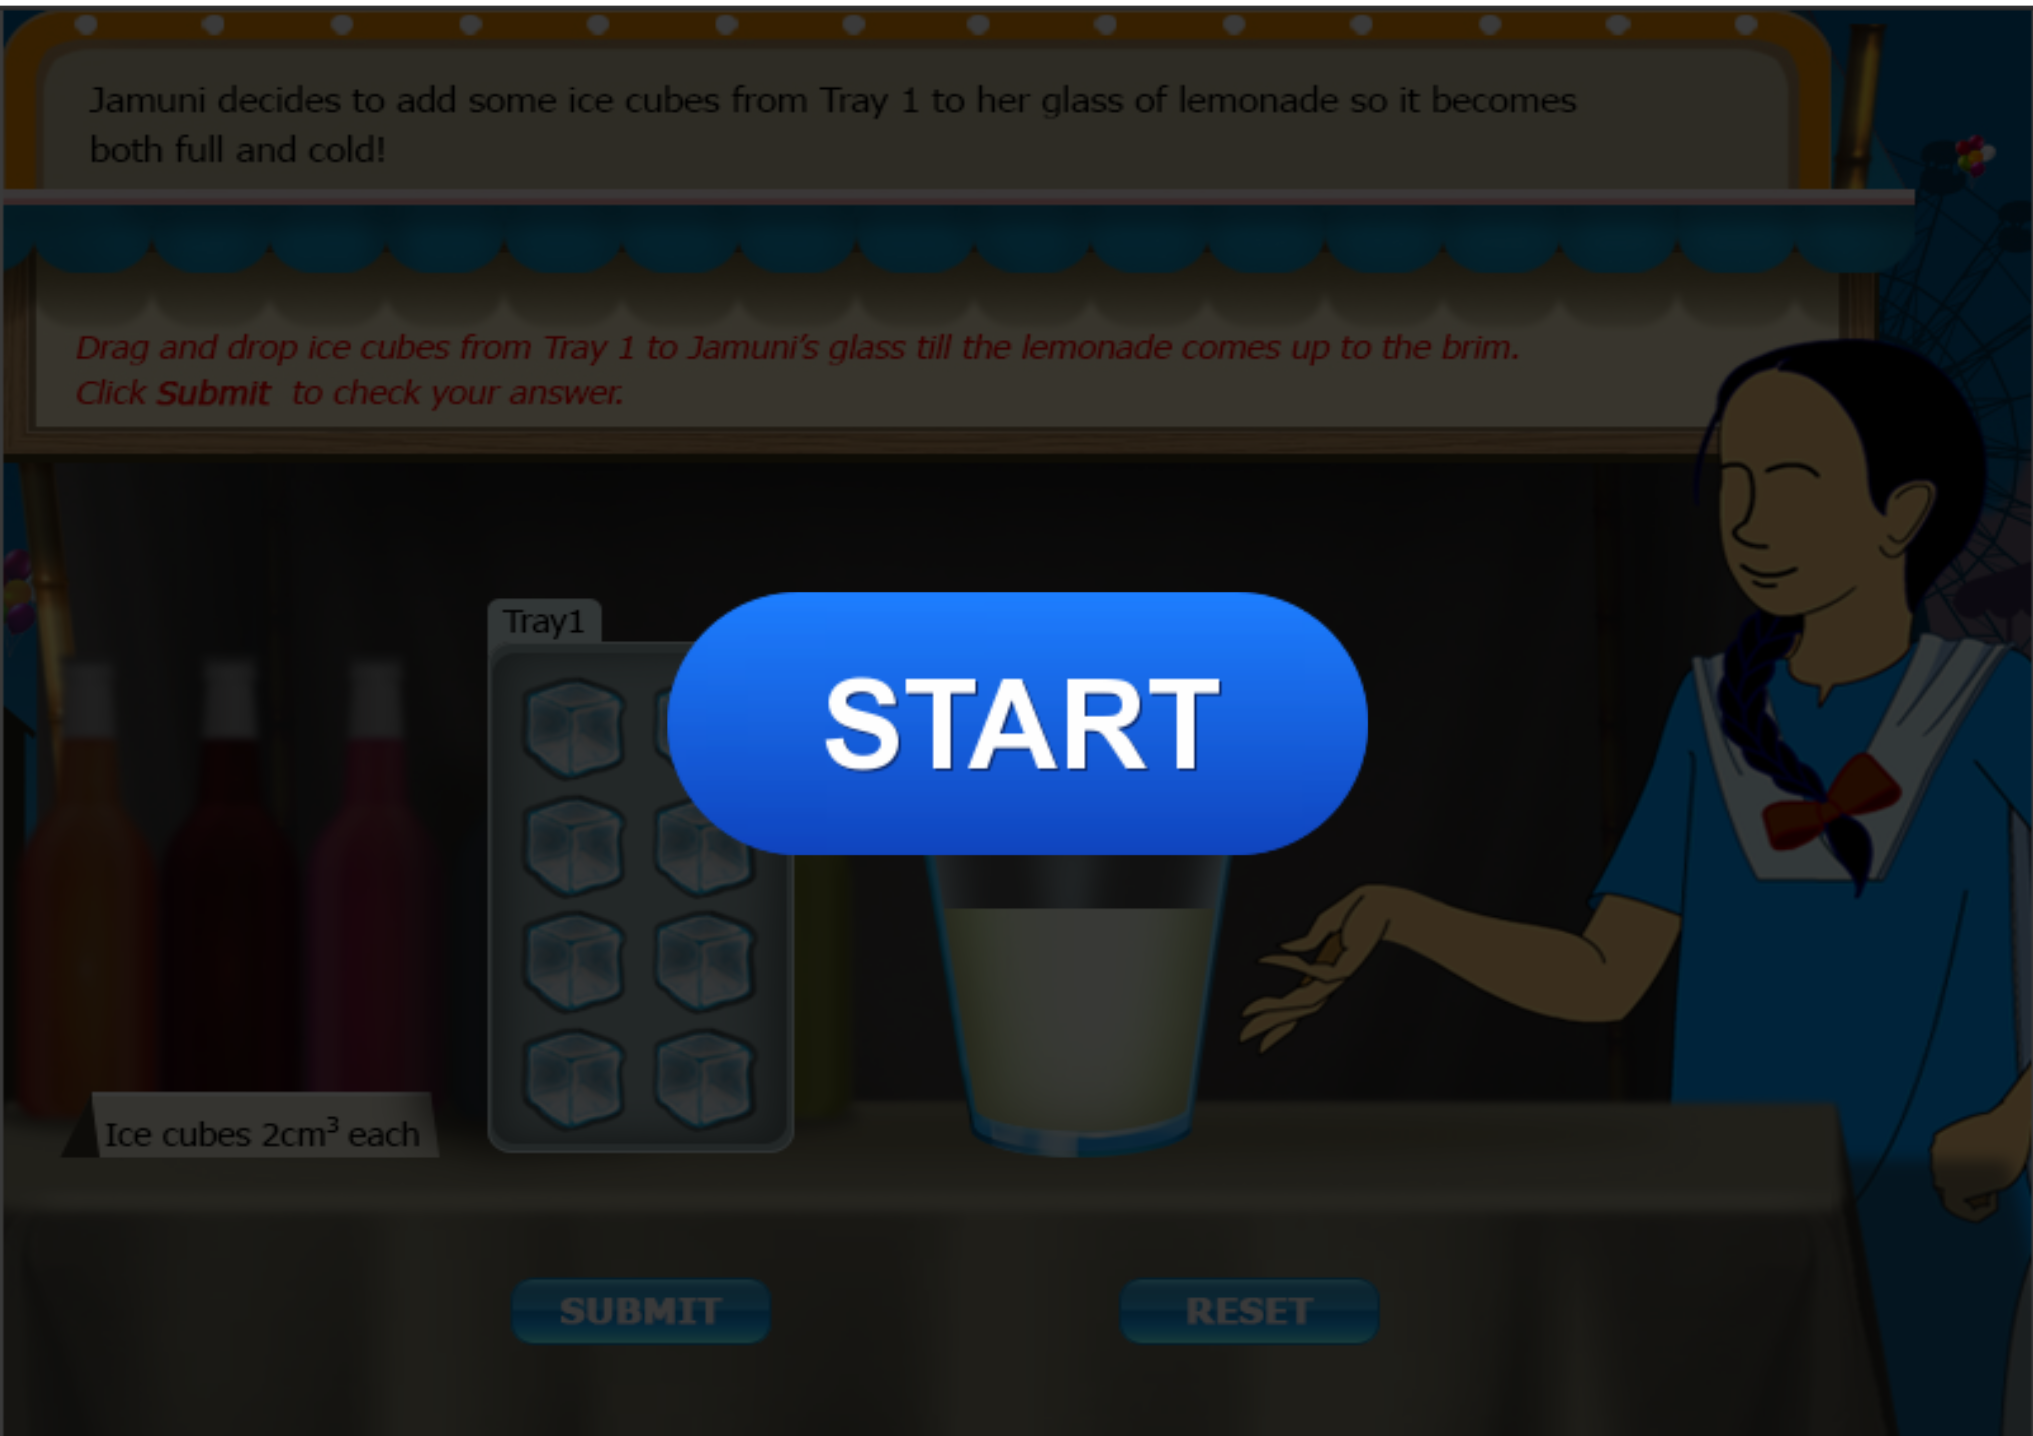 Jamuni decides to add some ice cubes from Tray 1 to her glass of lemonade so it becomes
both full and cold!
Drag and drop ice cubes from Tray 1 to Jamuni's glass till the lemonade comes up to the brim.
Click Submit to check your answer.
Tray1
START
Ice cubes 2cm³ each
SUBMIT
RESET